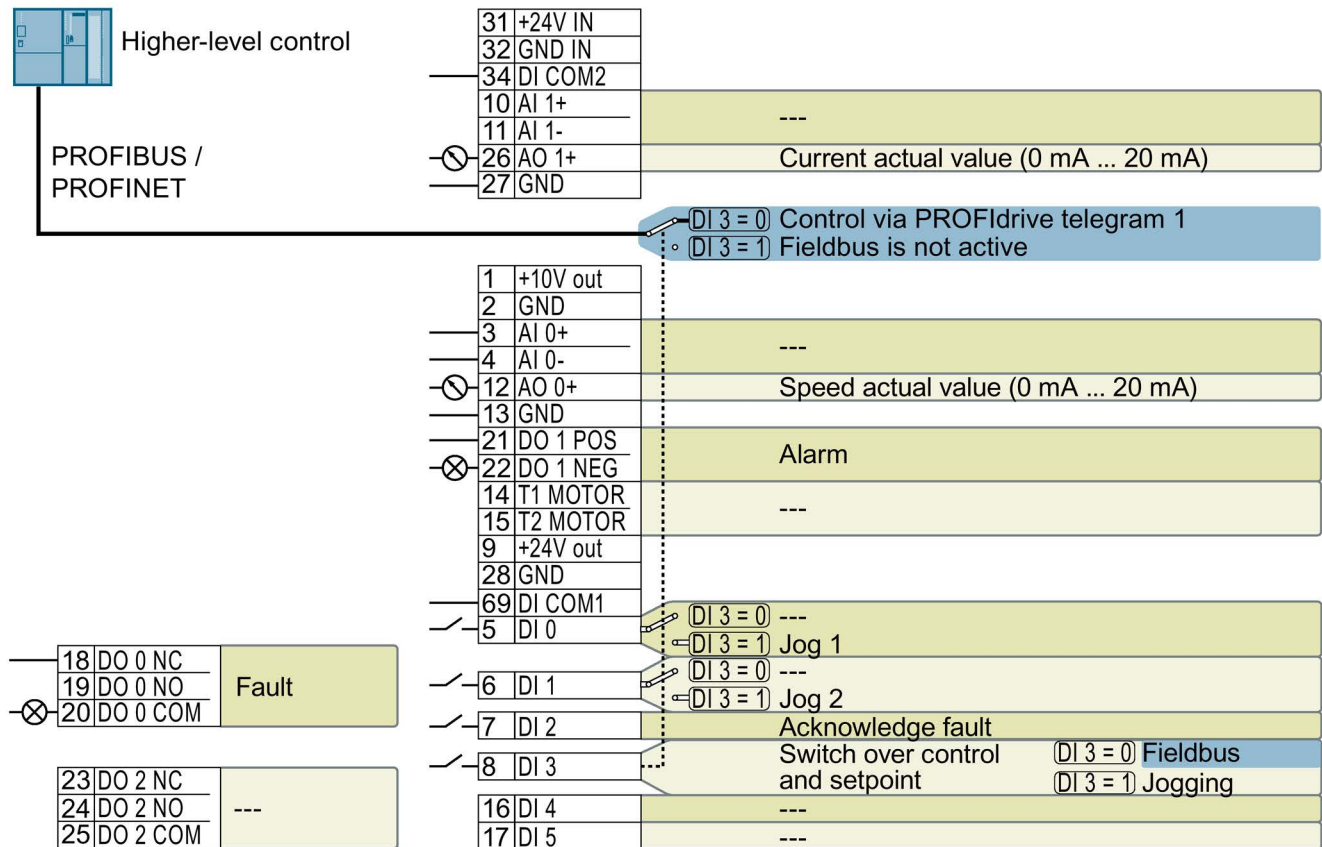 Higher-level control
PROFIBUS /
PROFINET
31 +24V IN
32 GND IN
34 DI COM2
10 AI 1+
11 AI 1-
---
26 AO 1+ Current actual value (0 mA ... 20 mA)
27 GND
DI 3 = 0 Control via PROFIdrive telegram 1
DI 3 = 1 Fieldbus is not active
1 +10V out
2 GND
3 AI 0+
4 AI 0-
---
12 AO 0+ Speed actual value (0 mA ... 20 mA)
13 GND
21 DO 1 POS
22 DO 1 NEG
Alarm
14 T1 MOTOR
15 T2 MOTOR
---
9 +24V out
28 GND
69 DI COM1
5 DI 0
DI 3 = 0 ---
DI 3 = 1 Jog 1
6 DI 1
DI 3 = 0 ---
DI 3 = 1 Jog 2
7 DI 2 Acknowledge fault
8 DI 3
Switch over control
and setpoint
DI 3 = 0 Fieldbus
DI 3 = 1 Jogging
16 DI 4 ---
17 DI 5 ---
18 DO 0 NC
19 DO 0 NO
20 DO 0 COM
Fault
23 DO 2 NC
24 DO 2 NO
25 DO 2 COM
---